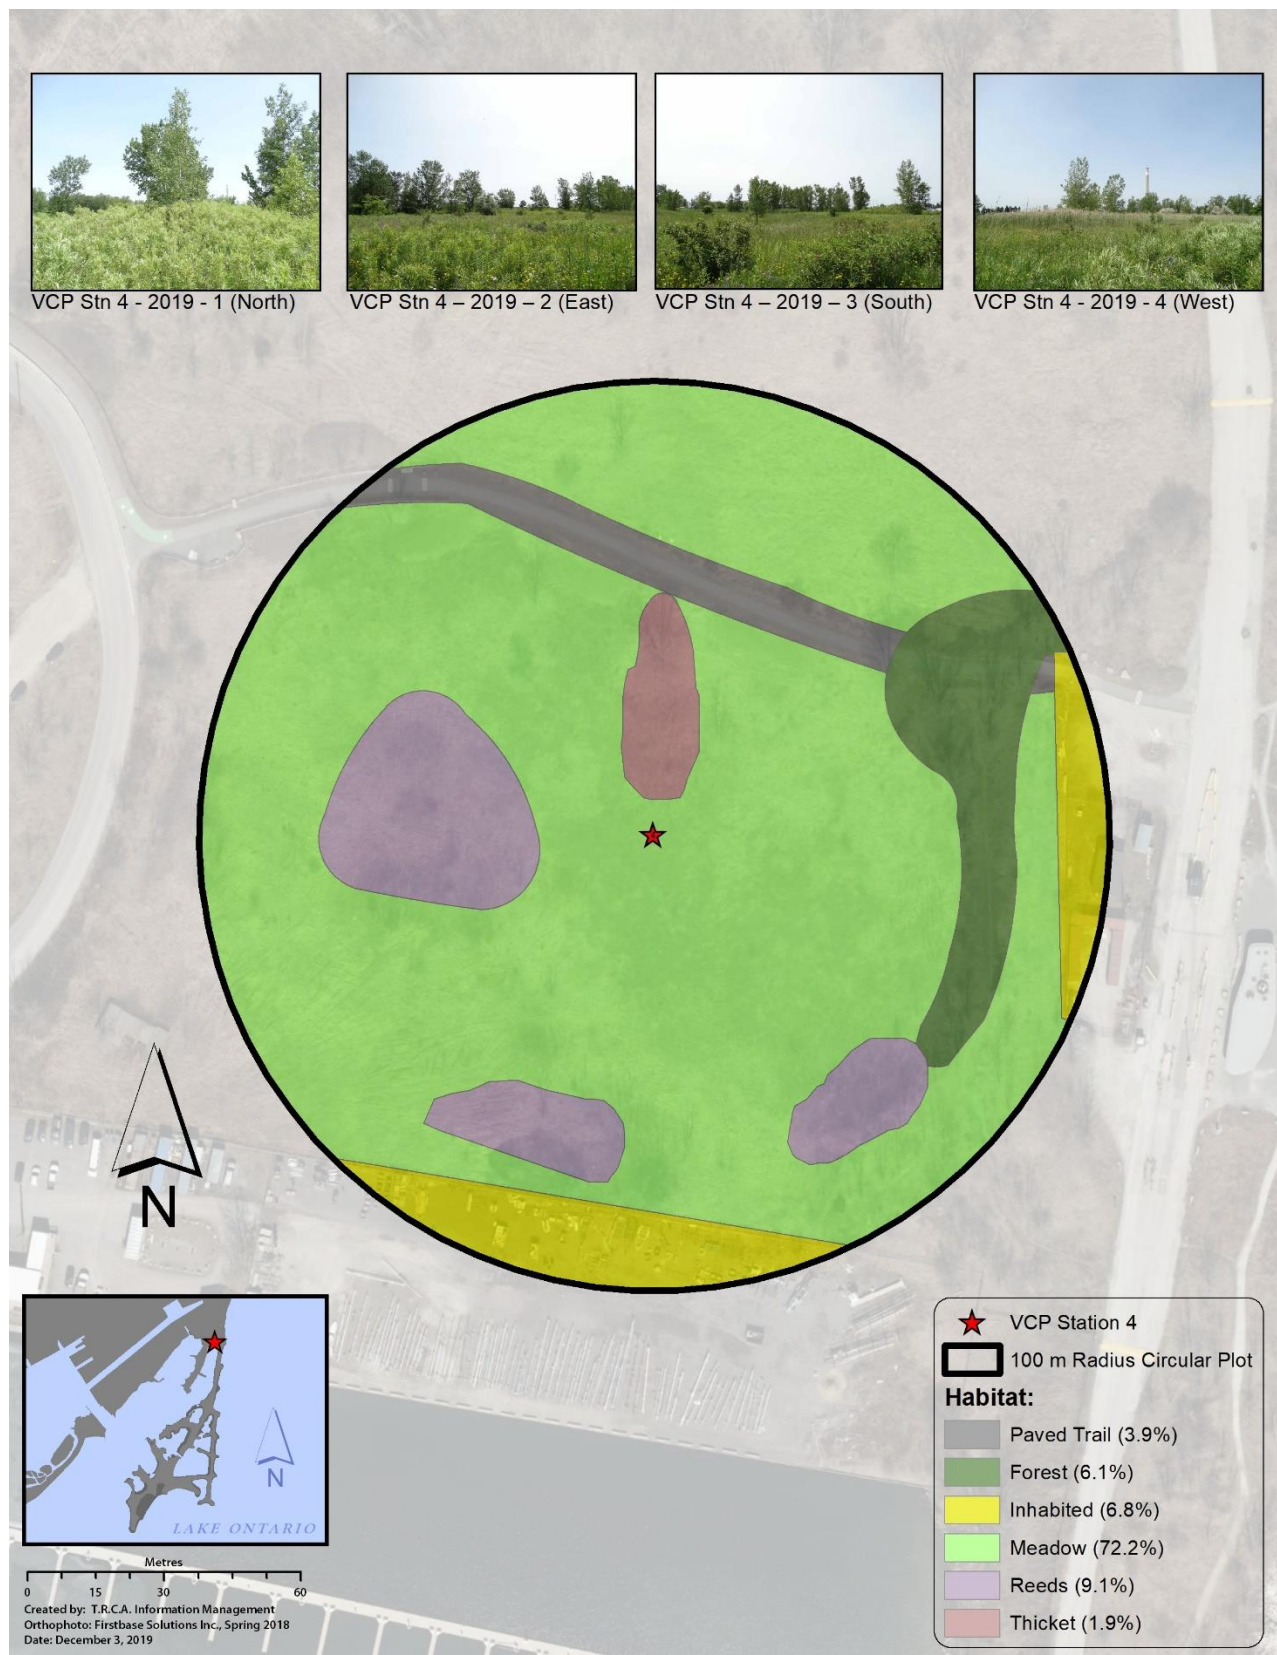 VCP Stn 4 - 2019 - 1 (North)
VCP Stn 4 – 2019 – 2 (East)
VCP Stn 4 – 2019 – 3 (South)
VCP Stn 4 - 2019 - 4 (West)
N
N
LAKE ONTARIO
Metres
0 15 30 60
Created by: T.R.C.A. Information Management
Orthophoto: Firstbase Solutions Inc., Spring 2018
Date: December 3, 2019
VCP Station 4
100 m Radius Circular Plot
Habitat:
Paved Trail (3.9%)
Forest (6.1%)
Inhabited (6.8%)
Meadow (72.2%)
Reeds (9.1%)
Thicket (1.9%)